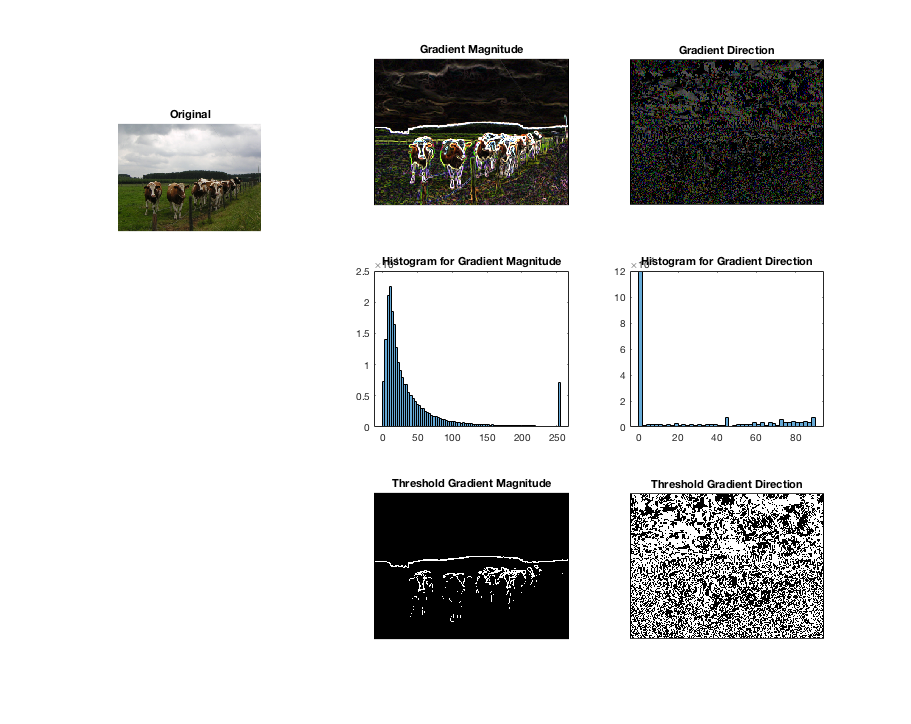 Original
Gradient Magnitude
Gradient Direction
Histogram for Gradient Magnitude
2.5
2
1.5
1
0.5
0
0 50 100 150 200 250
Histogram for Gradient Direction
12
10
8
6
4
2
0
0 20 40 60 80
Threshold Gradient Magnitude
Threshold Gradient Direction